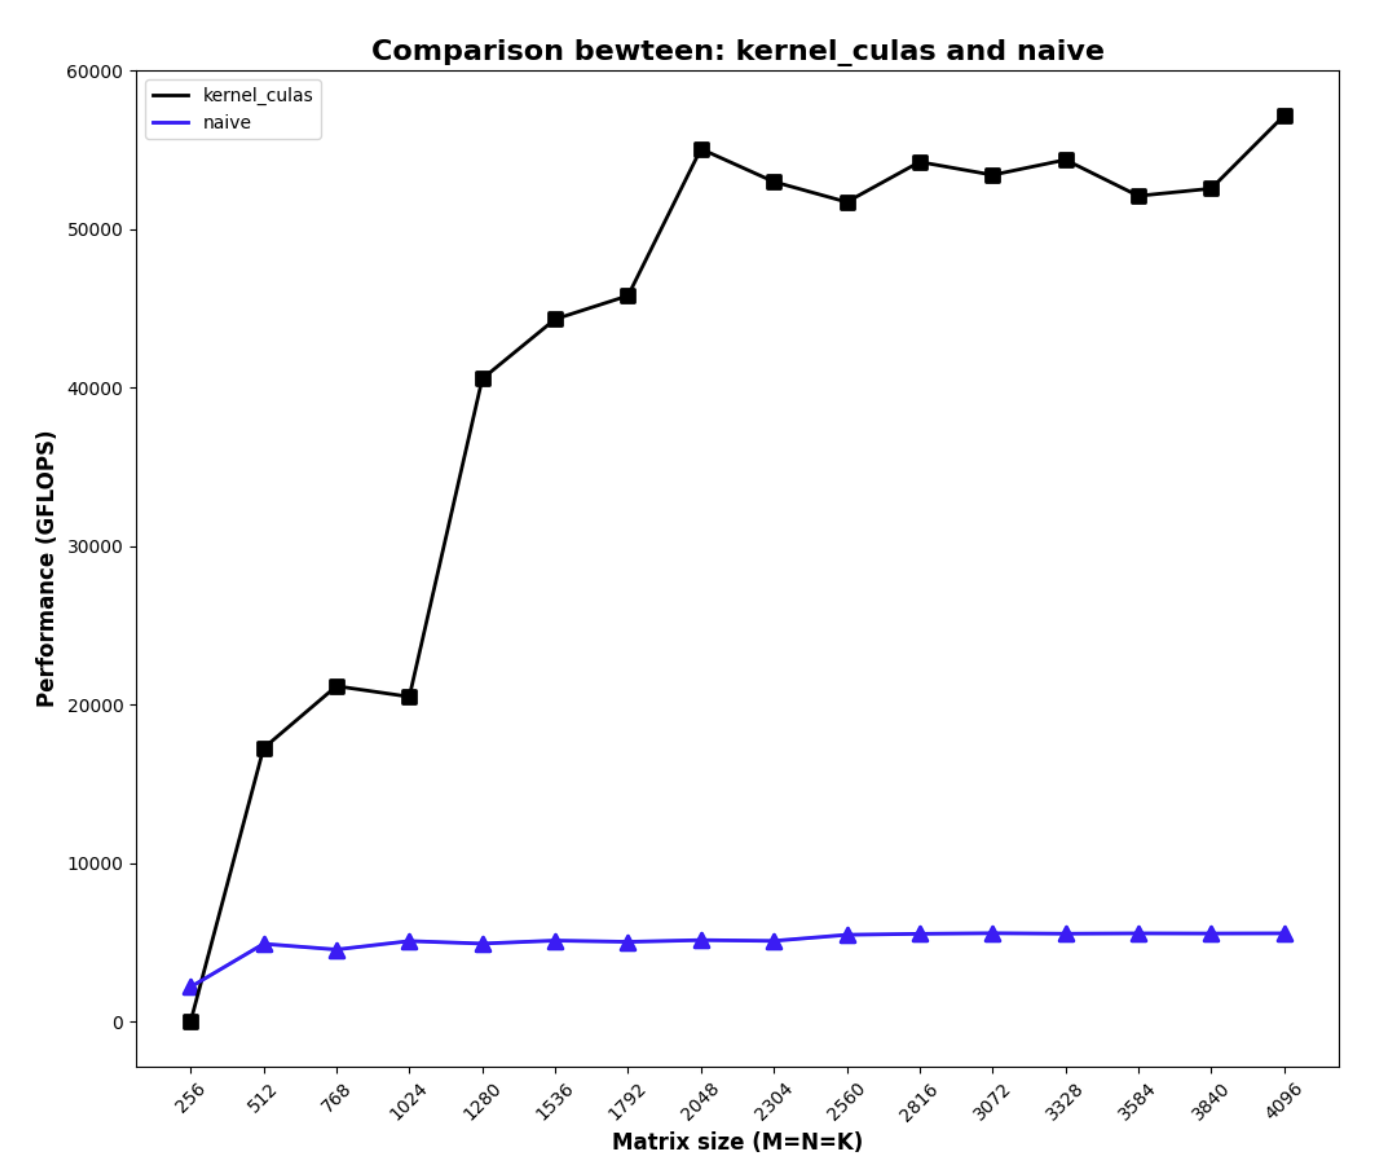 Comparison bewteen: kernel_culas and naive
60000
kernel_culas
naive
50000
40000
30000
20000
10000
0
Performance (GFLOPS)
256 512 768 1024 1280 1536 1792 2048 2304 2560 2816 3072 3328 3584 3840 4096
Matrix size (M=N=K)